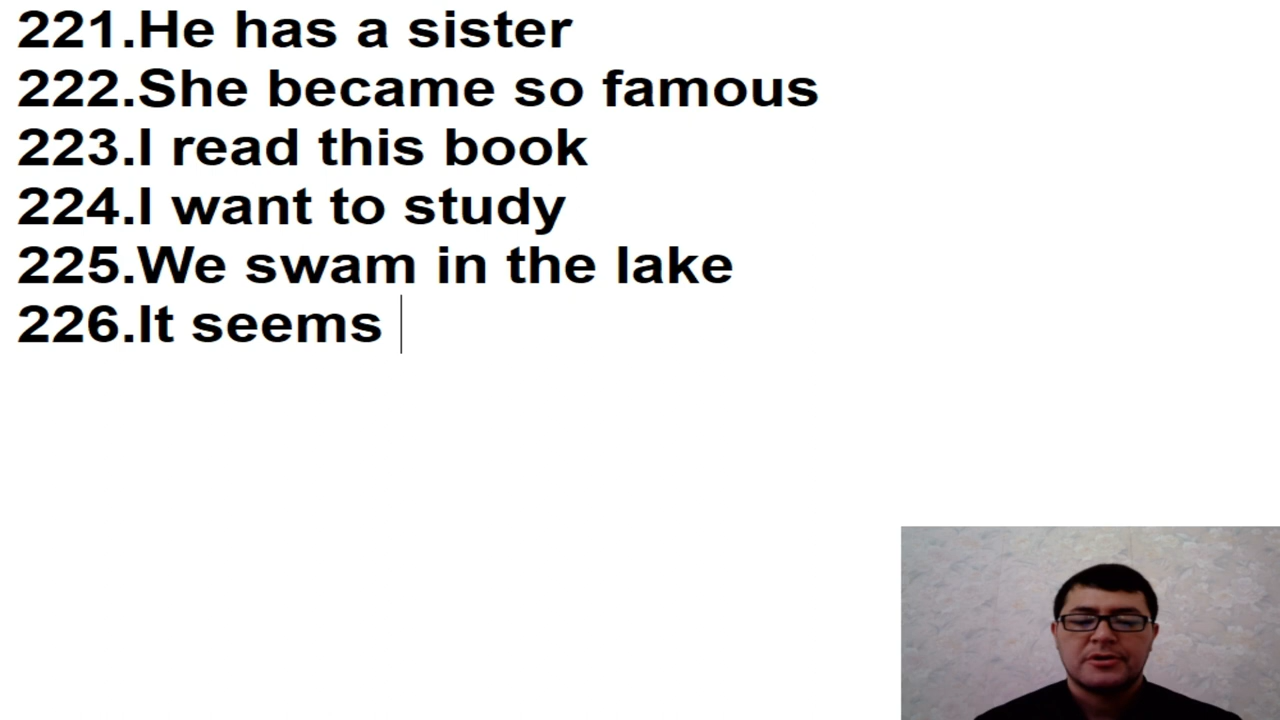 221.He has a sister
222.She became so famous
223.I read this book
224.I want to study
225.We swam in the lake
226.It seems